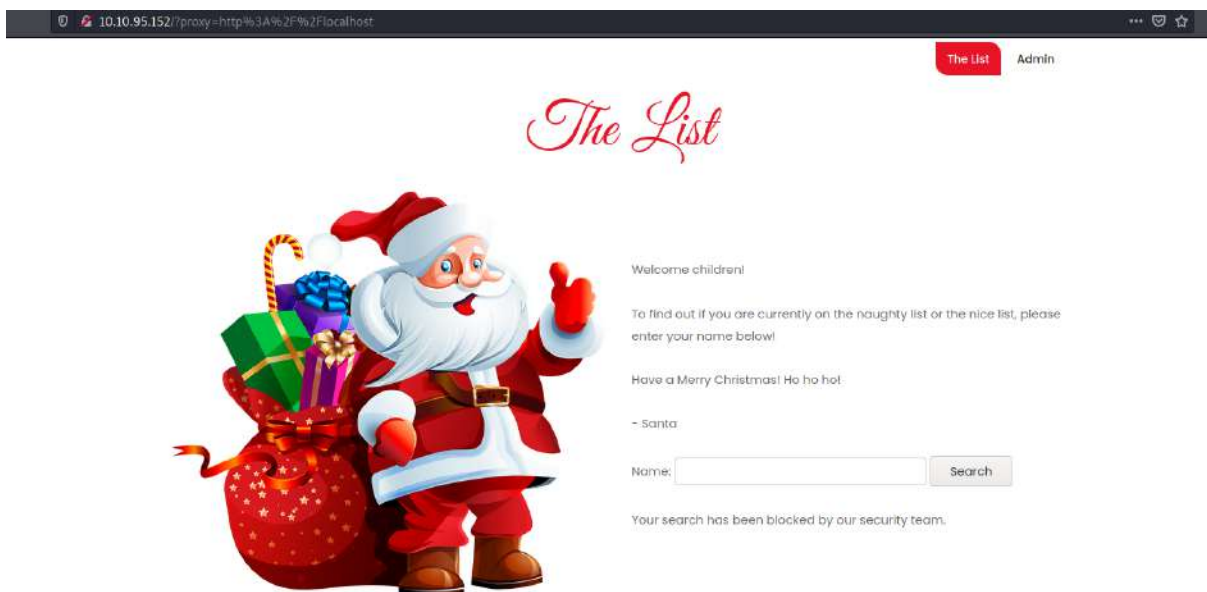 10.10.95.152/?proxy=http%3A%2F%2Flocalhost
The List
Admin
The List
Welcome children!
To find out if you are currently on the naughty list or the nice list, please
enter your name below!
Have a Merry Christmas! Ho ho ho!
- Santa
Name:
Search
Your search has been blocked by our security team.